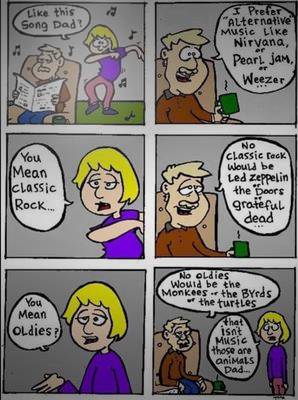 Like this
Song Dad?
I Prefer
"Alternative"
Music Like
Nirvana,
or
Pearl Jam,
or
Weezer...
You
Mean
Classic
Rock...
No
Classic Rock
Would be
Led Zeppelin
or
the Doors
or
grateful
dead
...
You
Mean
Oldies?
No Oldies
Would be the
Monkees or the Byrds
or the turtles
that
isnt
Music
those are
animals
Dad...